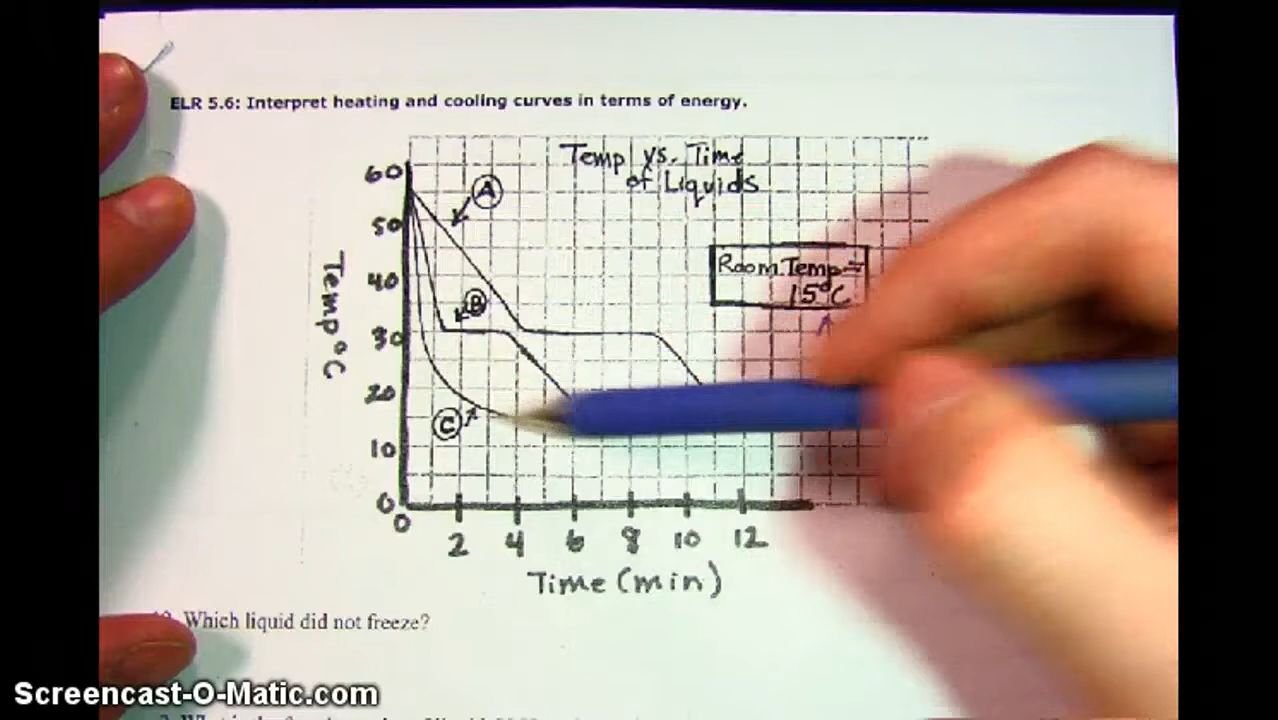 ELR 5.6: Interpret heating and cooling curves in terms of energy.
Temp vs. Time
of Liquids
A
60
50
40
30
20
10
0
Temp °C
B
C
Room Temp =
15°C
0
2
4
6
8
10
12
Time (min)
Which liquid did not freeze?
Screencast-O-Matic.com